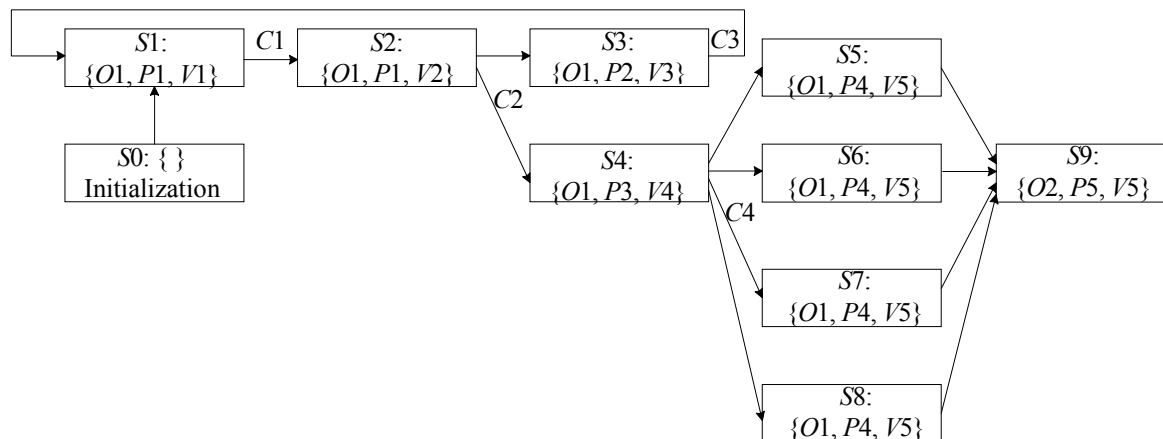 S1:
{O1, P1, V1}
C1
S2:
{O1, P1, V2}
S3:
{O1, P2, V3}
C3
S0: { }
Initialization
C2
S4:
{O1, P3, V4}
C4
S5:
{O1, P4, V5}
S6:
{O1, P4, V5}
S7:
{O1, P4, V5}
S8:
{O1, P4, V5}
S9:
{O2, P5, V5}